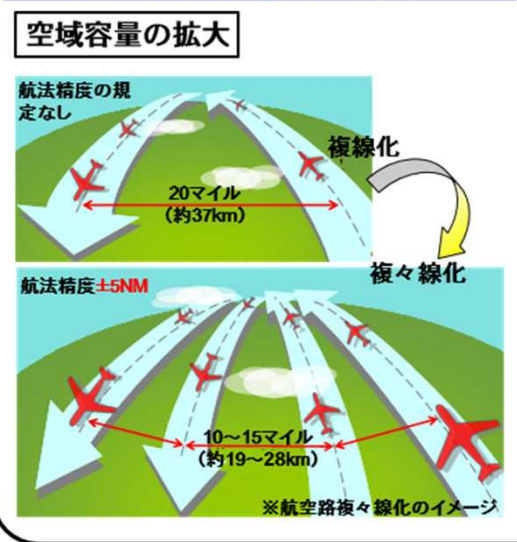 空域容量の拡大
航法精度の規
定なし
複線化
20マイル
(約37km)
複々線化
航法精度±5NM
10～15マイル
(約19～28km)
※航空路複々線化のイメージ